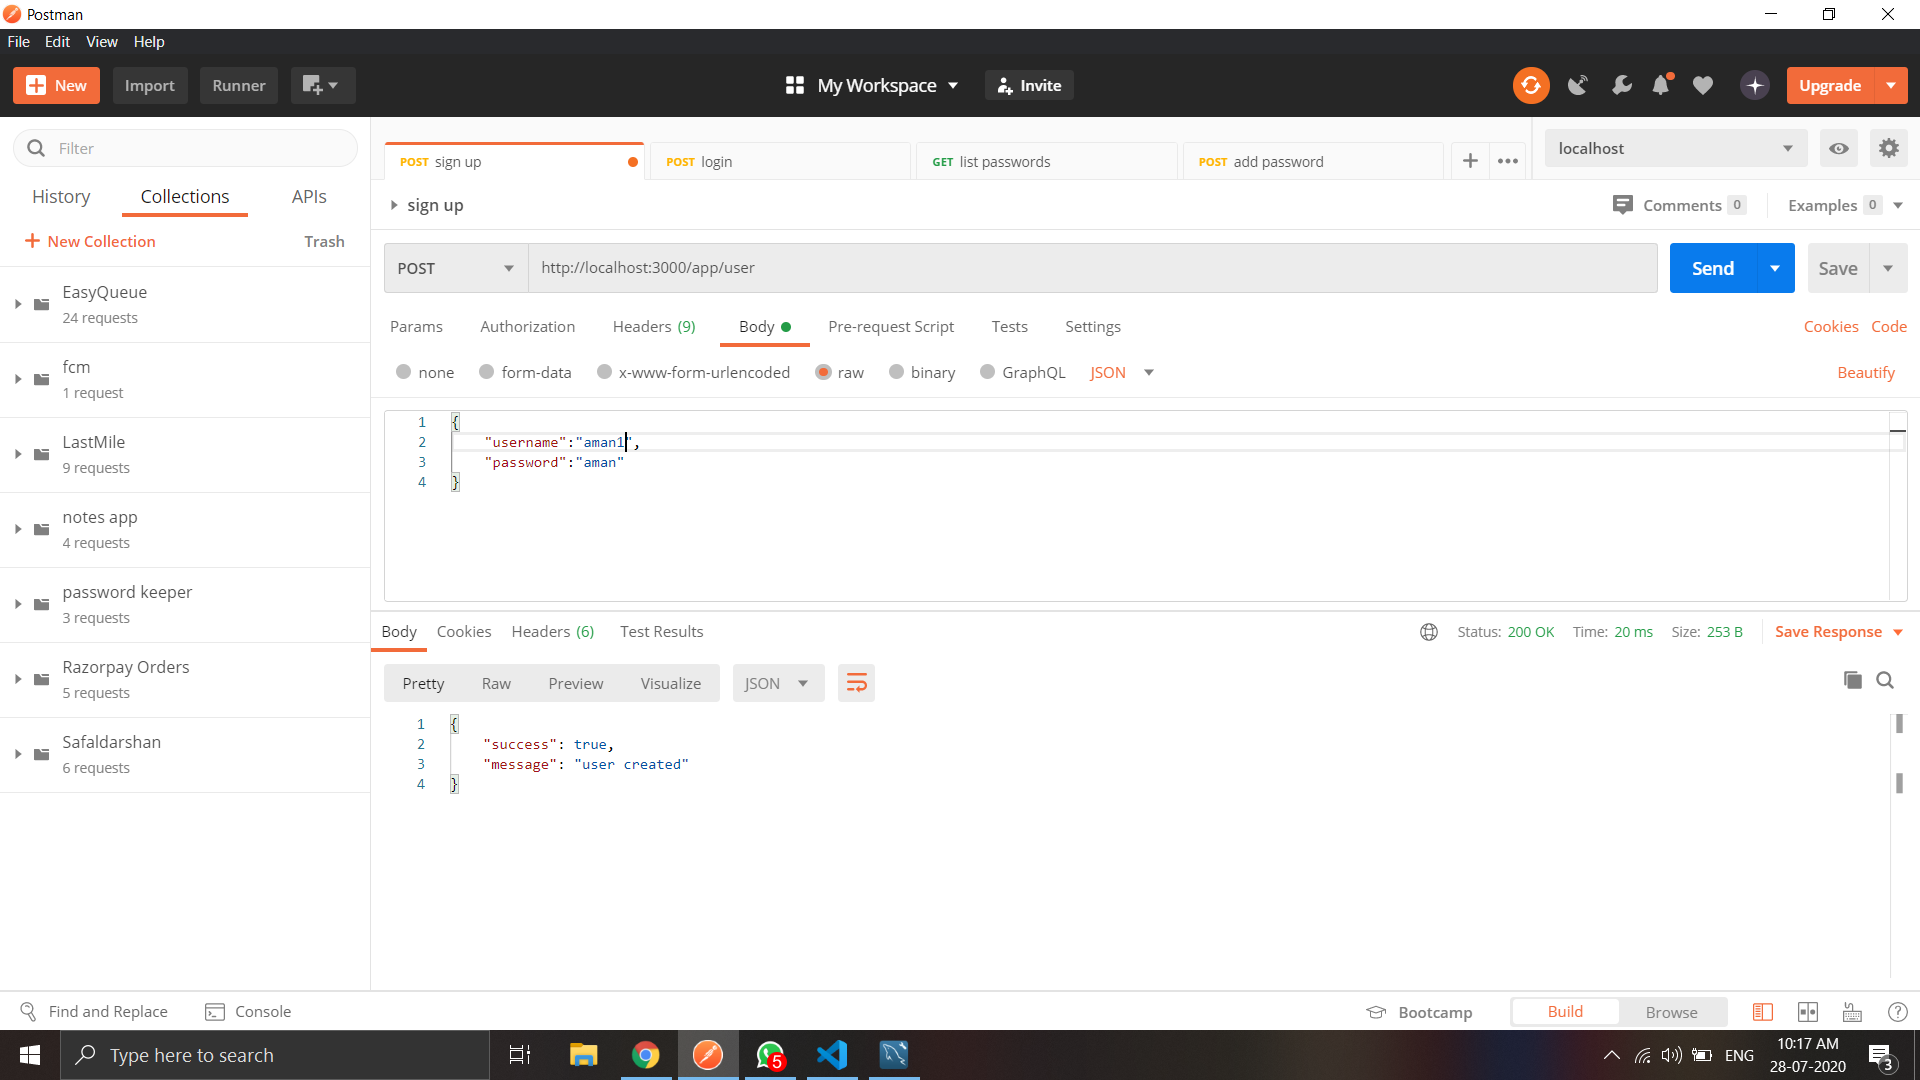 Postman
File Edit View Help
New Import Runner My Workspace Invite Upgrade
Filter
History Collections APIs
New Collection Trash
EasyQueue
24 requests
fcm
1 request
LastMile
9 requests
notes app
4 requests
password keeper
3 requests
Razorpay Orders
5 requests
Safaldarshan
6 requests
POST sign up POST login GET list passwords POST add password
localhost
sign up Comments 0 Examples 0
POST http://localhost:3000/app/user Send Save
Params Authorization Headers (9) Body Pre-request Script Tests Settings Cookies Code
none form-data x-www-form-urlencoded raw binary GraphQL JSON Beautify
1 {
2 "username":"aman1",
3 "password":"aman"
4 }
Body Cookies Headers (6) Test Results Status: 200 OK Time: 20 ms Size: 253 B Save Response
Pretty Raw Preview Visualize JSON
1 {
2 "success": true,
3 "message": "user created"
4 }
Find and Replace Console Bootcamp Build Browse
Type here to search 5 ENG 10:17 AM
28-07-2020 3